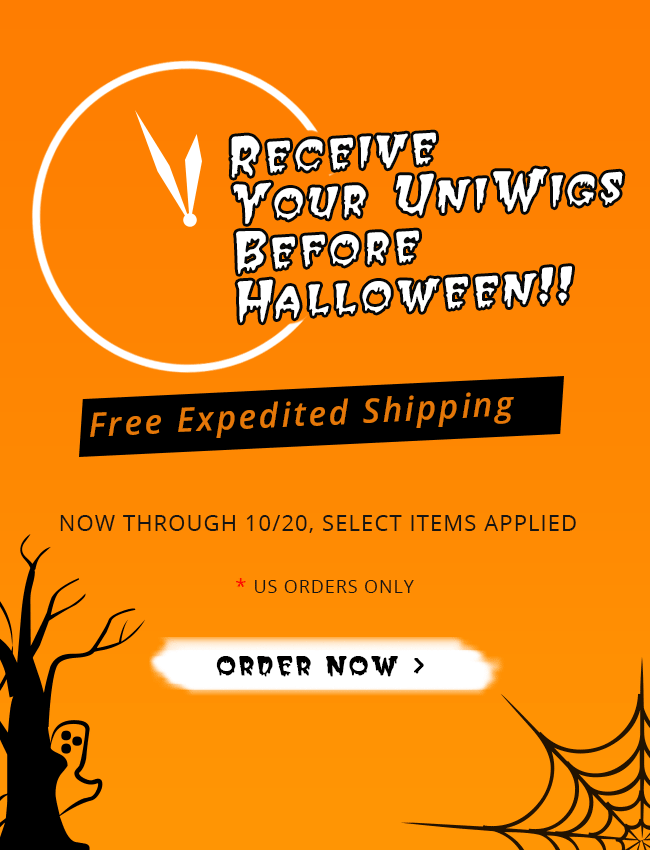 Receive
Your UniWigs
Before
Halloween!!
Free Expedited Shipping
NOW THROUGH 10/20, SELECT ITEMS APPLIED
* US ORDERS ONLY
ORDER NOW >